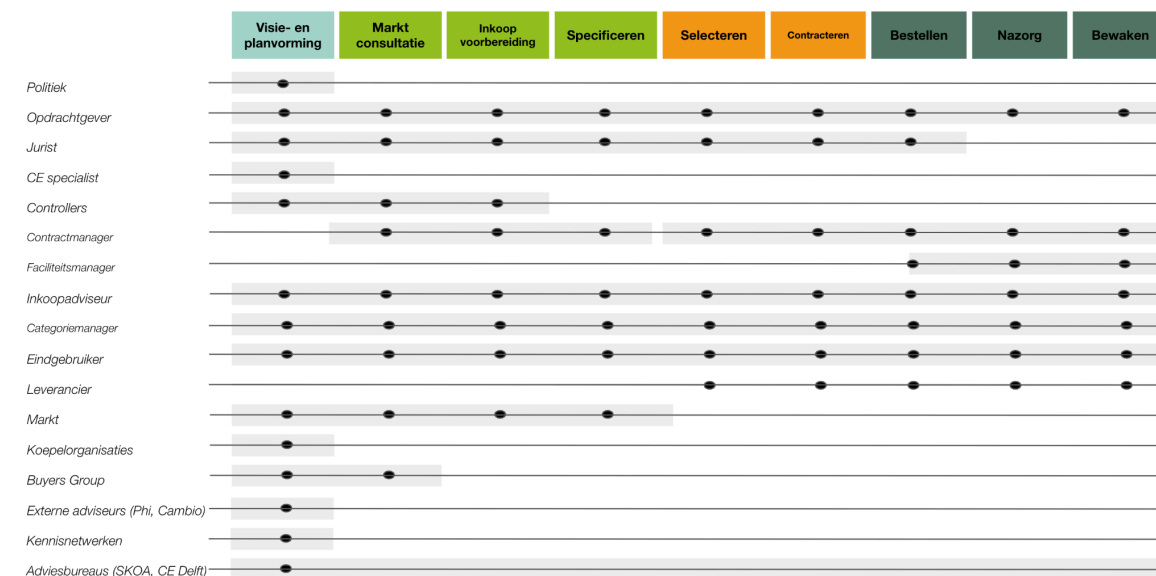 Visie- en
planvorming
Markt
consultatie
Inkoop
voorbereiding
Specificeren
Selecteren
Contracteren
Bestellen
Nazorg
Bewaken
Politiek
Opdrachtgever
Jurist
CE specialist
Controllers
Contractmanager
Faciliteitsmanager
Inkoopadviseur
Categoriemanager
Eindgebruiker
Leverancier
Markt
Koepelorganisaties
Buyers Group
Externe adviseurs (Phi, Cambio)
Kennisnetwerken
Adviesbureaus (SKOA, CE Delft)